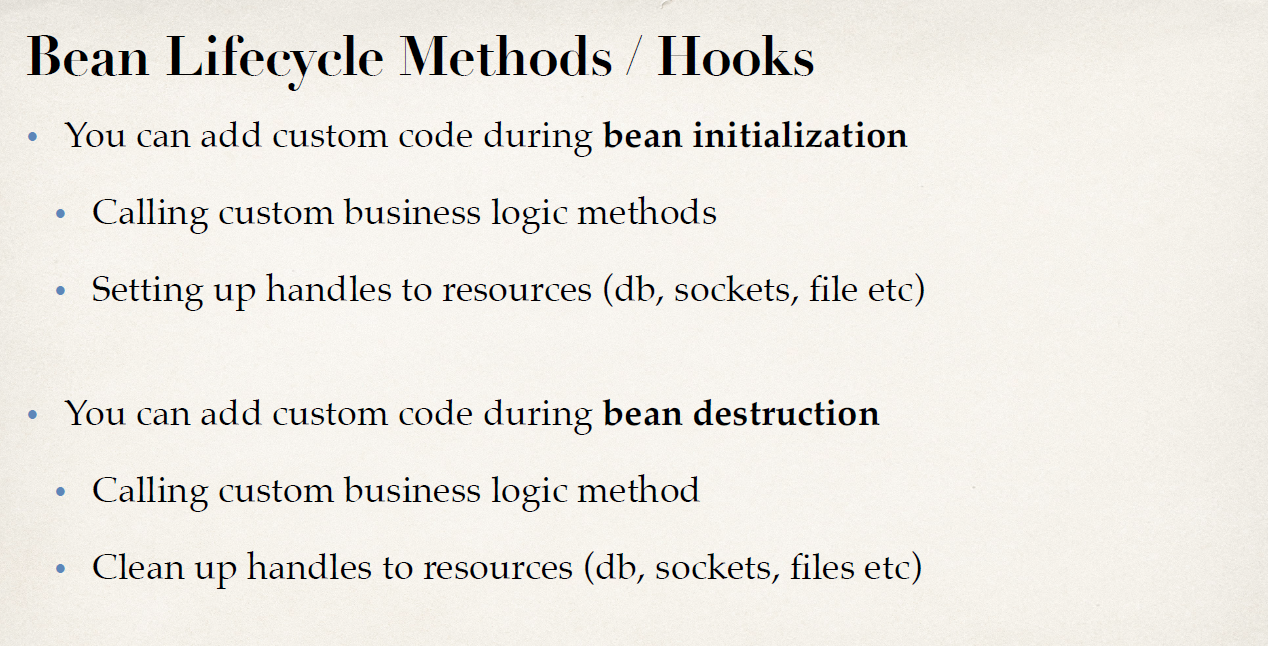 Bean Lifecycle Methods / Hooks
• You can add custom code during bean initialization
• Calling custom business logic methods
• Setting up handles to resources (db, sockets, file etc)
• You can add custom code during bean destruction
• Calling custom business logic method
• Clean up handles to resources (db, sockets, files etc)